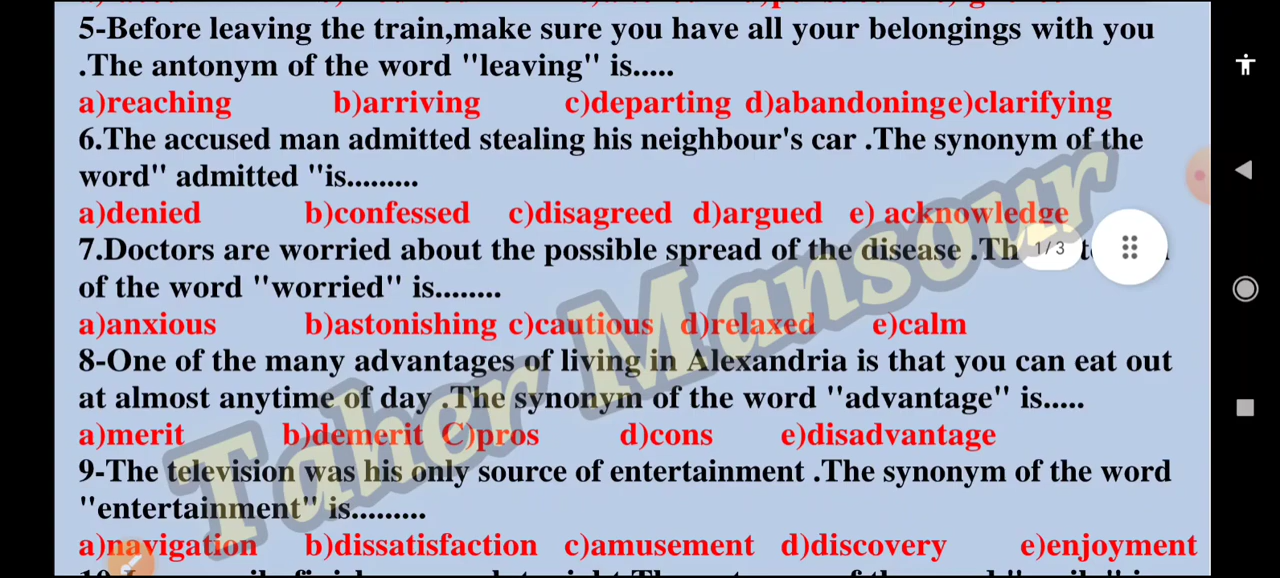 5-Before leaving the train,make sure you have all your belongings with you
.The antonym of the word "leaving" is.....
a)reaching b)arriving c)departing d)abandoninge)clarifying
6.The accused man admitted stealing his neighbour's car .The synonym of the
word" admitted "is.........
a)denied b)confessed c)disagreed d)argued e) acknowledge
7.Doctors are worried about the possible spread of the disease .Th 1/3
of the word "worried" is........
a)anxious b)astonishing c)cautious d)relaxed e)calm
8-One of the many advantages of living in Alexandria is that you can eat out
at almost anytime of day .The synonym of the word "advantage" is.....
a)merit b)demerit C)pros d)cons e)disadvantage
9-The television was his only source of entertainment .The synonym of the word
"entertainment" is.........
a)navigation b)dissatisfaction c)amusement d)discovery e)enjoyment
Taher Mansour